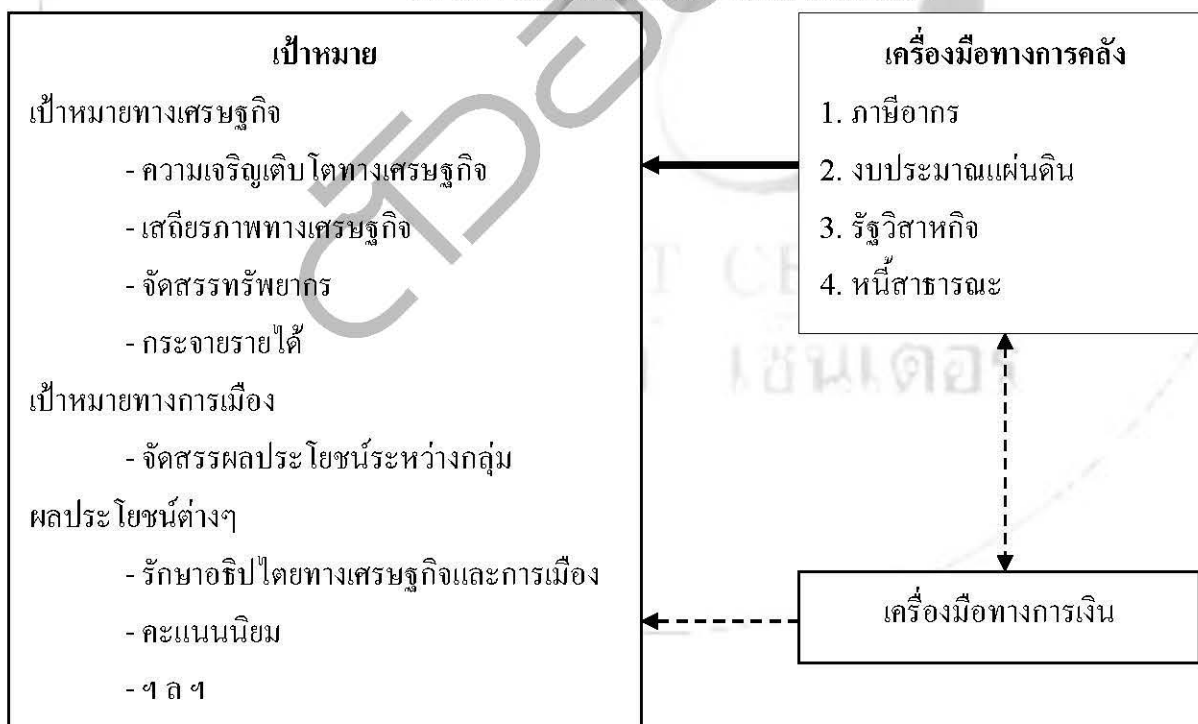 เป้าหมาย
เป้าหมายทางเศรษฐกิจ
- ความเจริญเติบโตทางเศรษฐกิจ
- เสถียรภาพทางเศรษฐกิจ
- จัดสรรทรัพยากร
- กระจายรายได้
เป้าหมายทางการเมือง
- จัดสรรผลประโยชน์ระหว่างกลุ่ม
ผลประโยชน์ต่างๆ
- รักษาอธิปไตยทางเศรษฐกิจและการเมือง
- คะแนนนิยม
- ฯ ล ฯ
เครื่องมือทางการคลัง
1. ภาษีอากร
2. งบประมาณแผ่นดิน
3. รัฐวิสาหกิจ
4. หนี้สาธารณะ
เครื่องมือทางการเงิน
เซ็นเตอร์